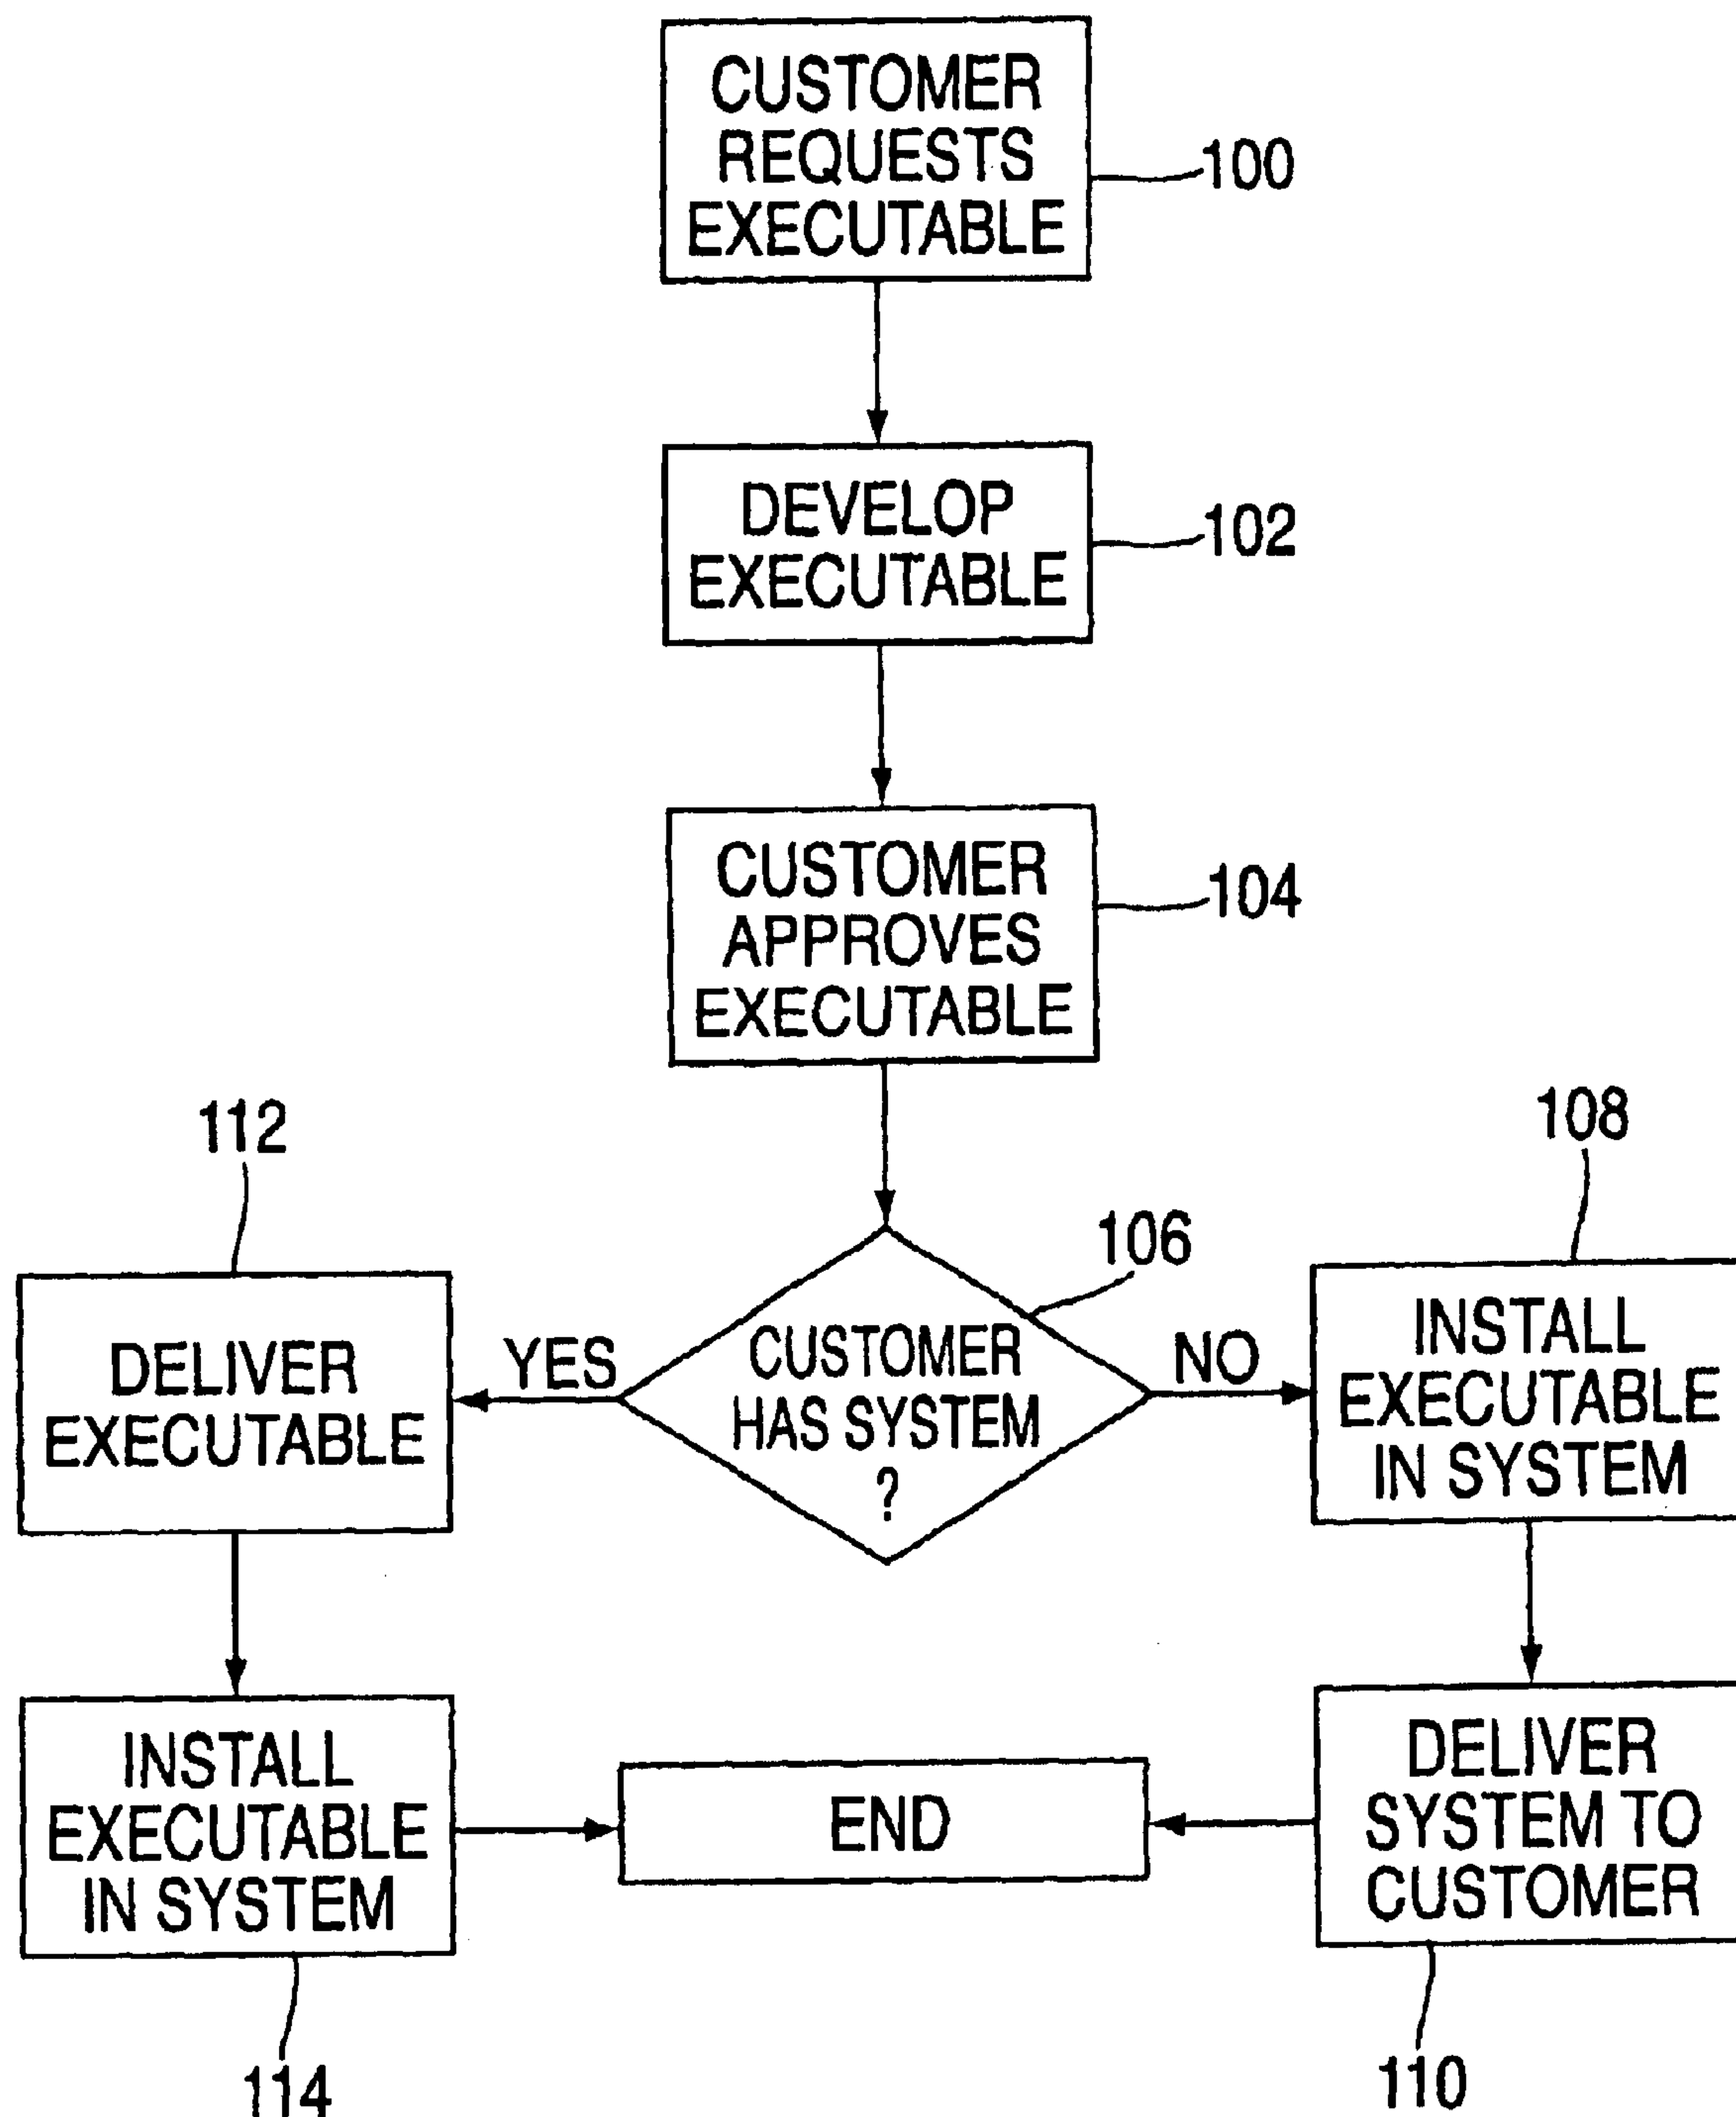 CUSTOMER
REQUESTS
EXECUTABLE
100
DEVELOP
EXECUTABLE
102
CUSTOMER
APPROVES
EXECUTABLE
104
112
108
106
DELIVER
EXECUTABLE
YES
CUSTOMER
HAS SYSTEM
?
NO
INSTALL
EXECUTABLE
IN SYSTEM
INSTALL
EXECUTABLE
IN SYSTEM
END
DELIVER
SYSTEM TO
CUSTOMER
114
110